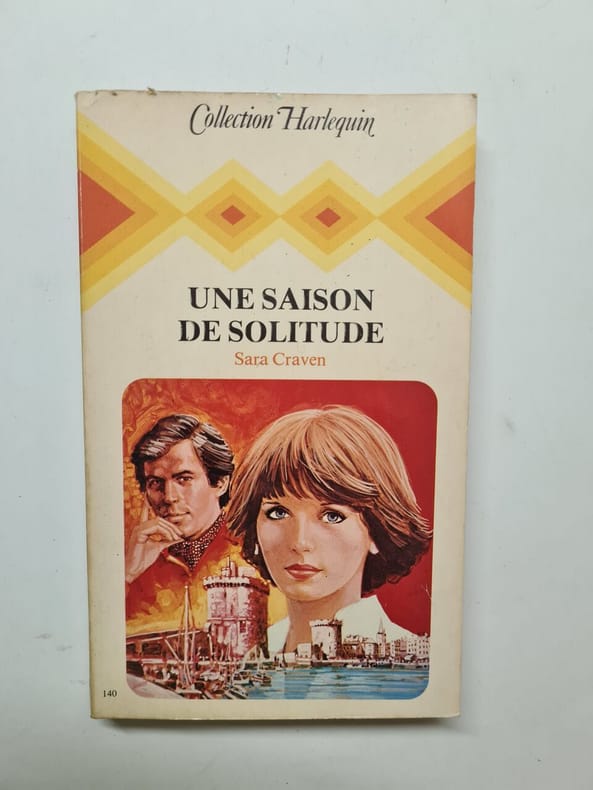 Collection Harlequin
UNE SAISON
DE SOLITUDE
Sara Craven
140